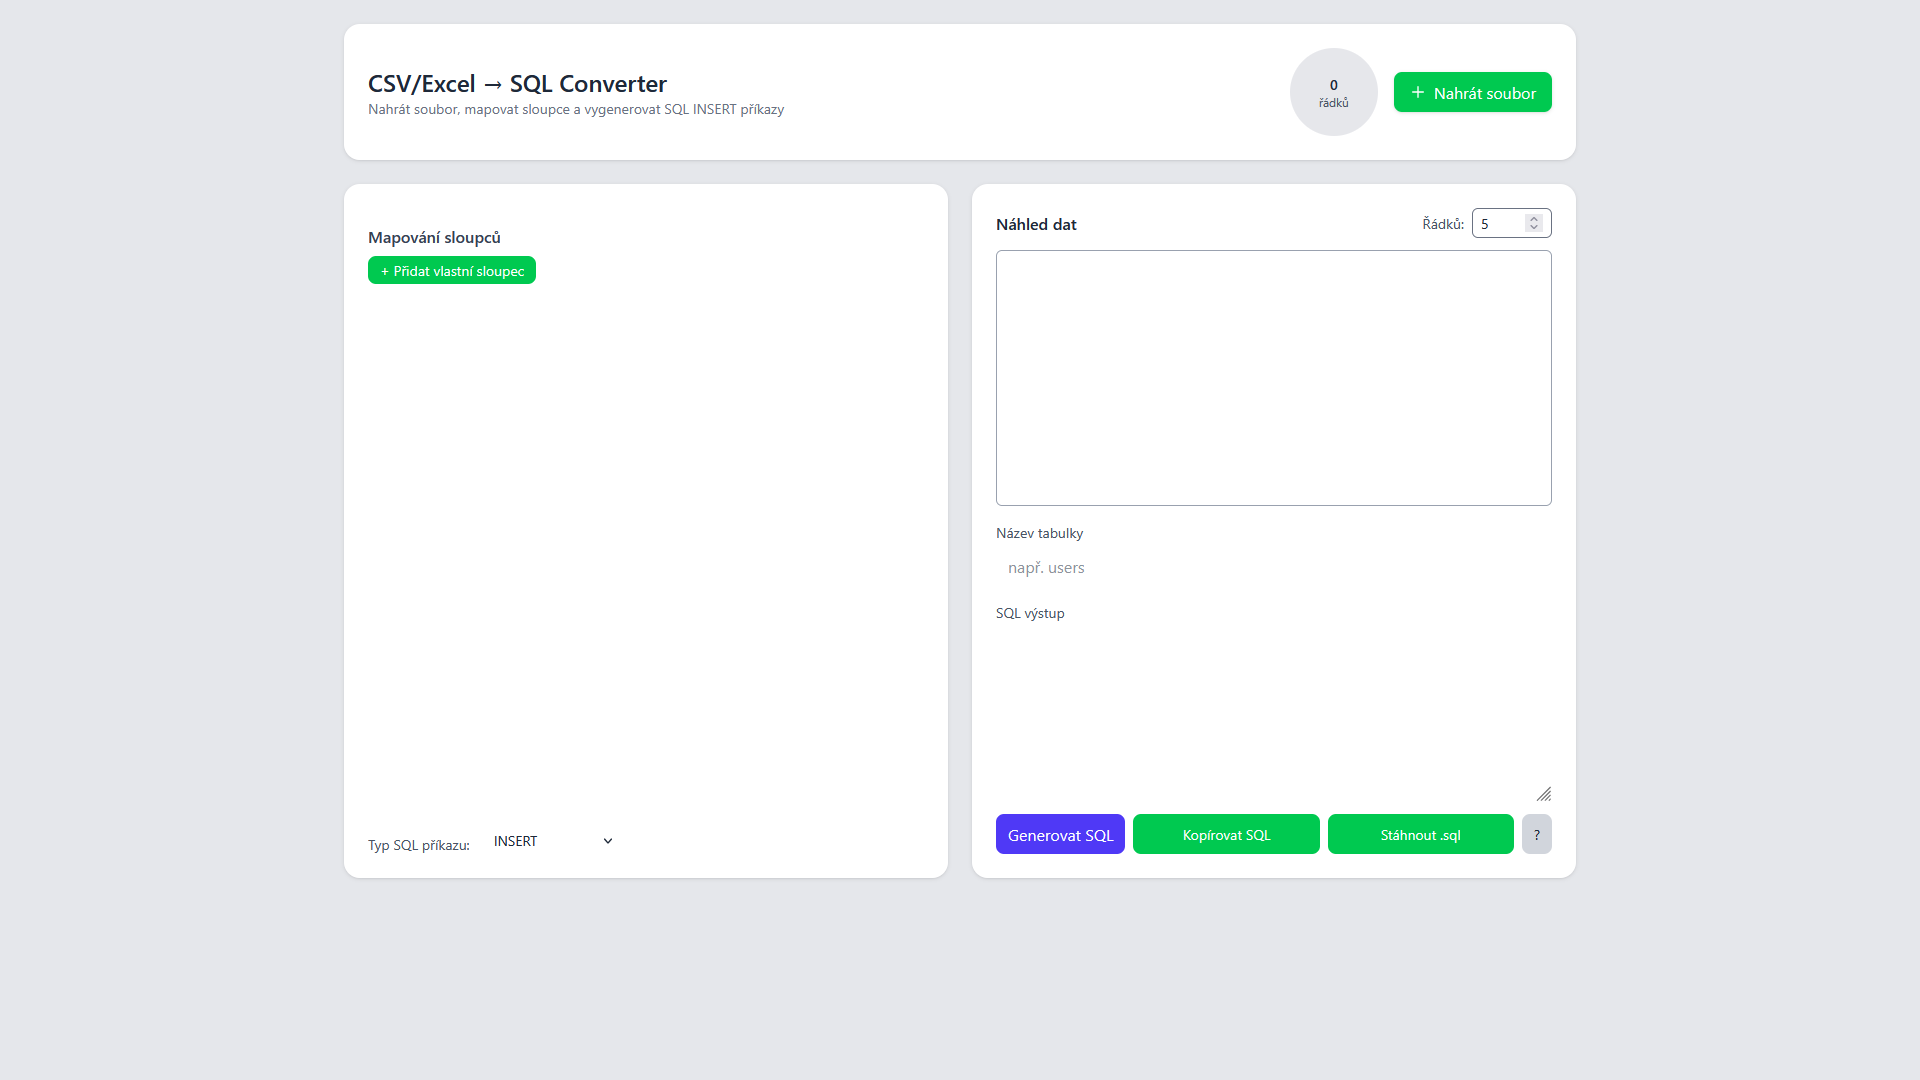 CSV/Excel → SQL Converter
Nahrát soubor, mapovat sloupce a vygenerovat SQL INSERT příkazy
0
řádků
+ Nahrát soubor
Mapování sloupců
+ Přidat vlastní sloupec
Typ SQL příkazu:
INSERT
Náhled dat
Řádků:
5
Název tabulky
např. users
SQL výstup
Generovat SQL
Kopírovat SQL
Stáhnout .sql
?